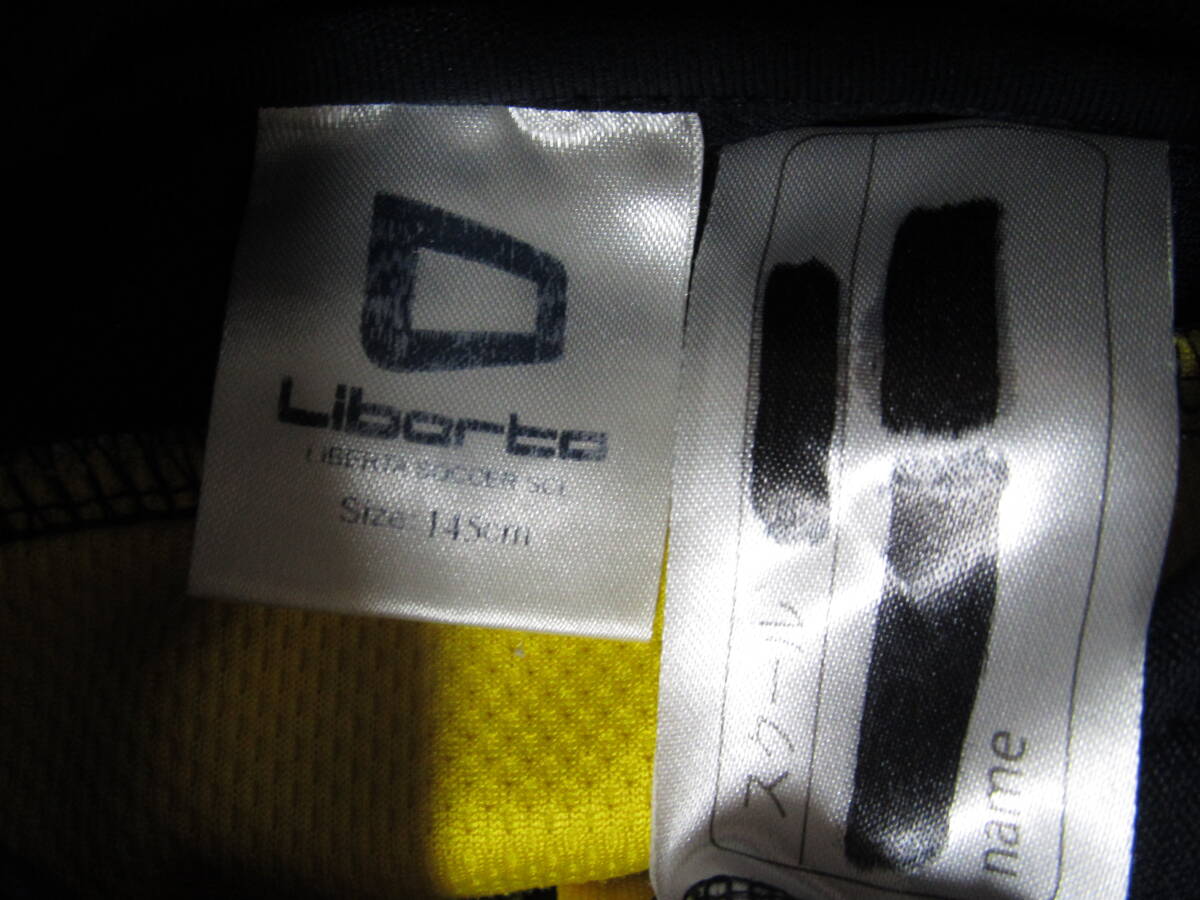 Liberta
LIBERTA SOCCER SCL
Size: 145cm
スクール
name